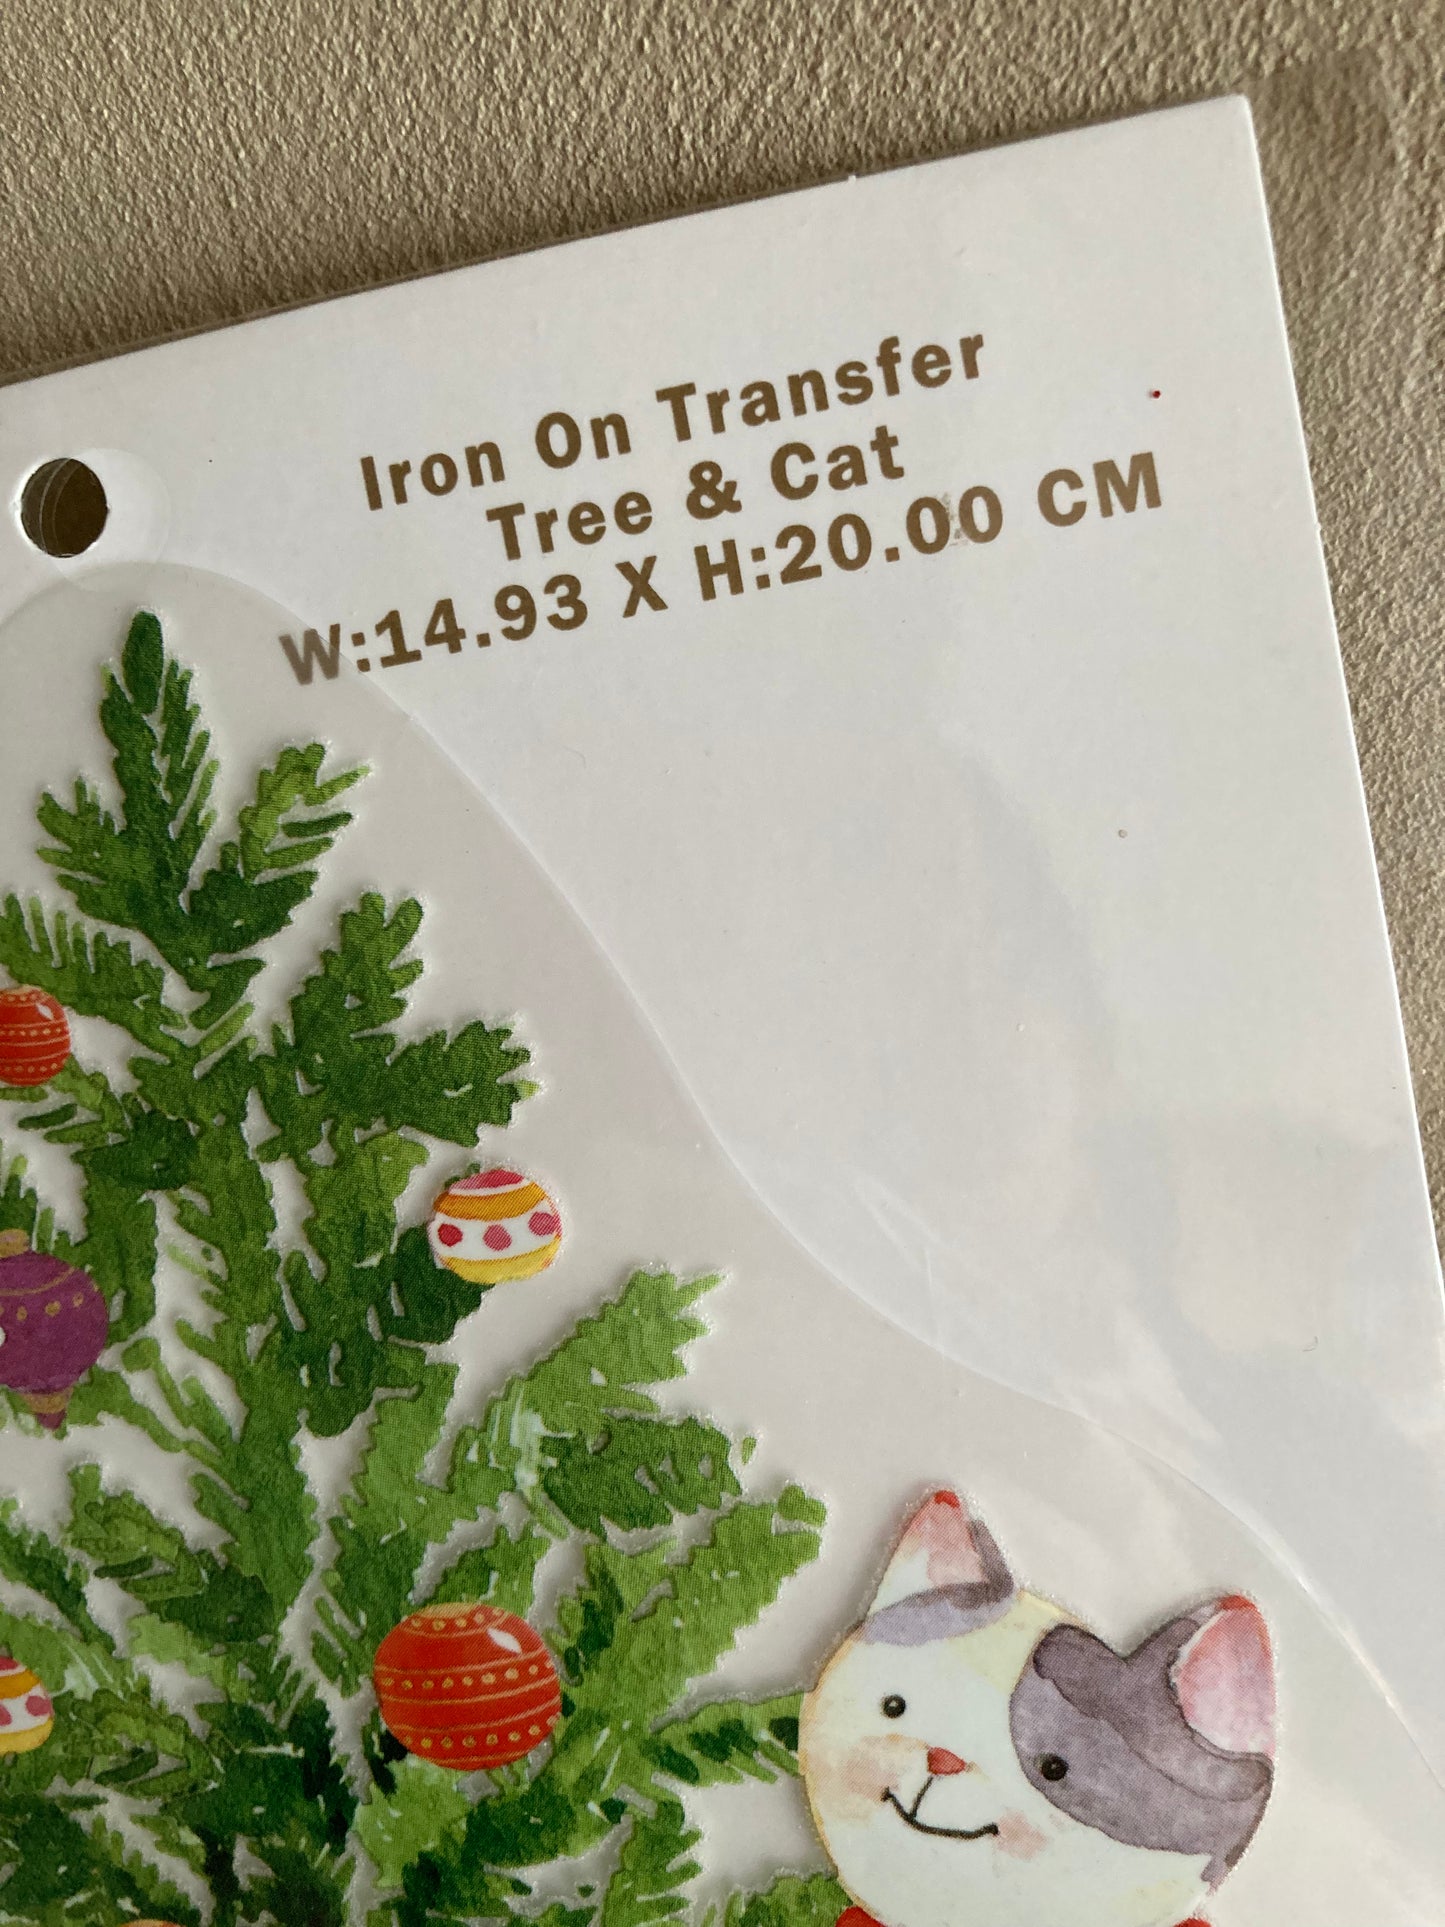 Iron On Transfer
Tree & Cat
W:14.93 X H:20.00 CM